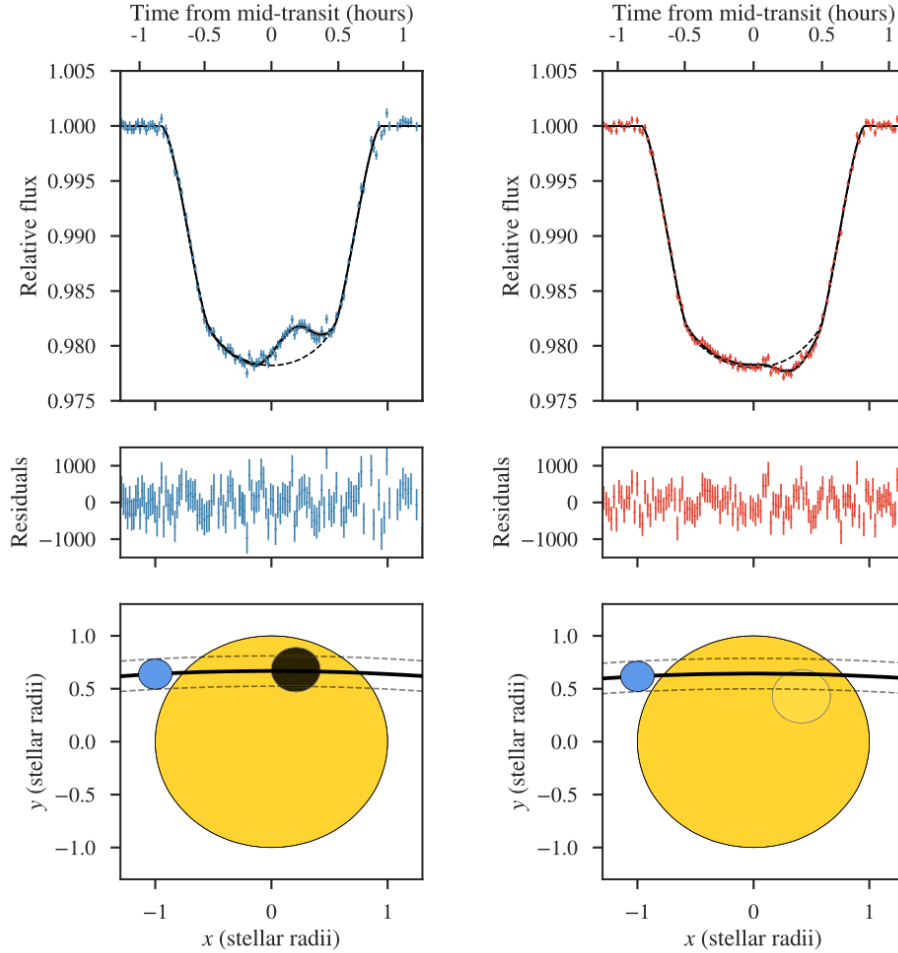 Time from mid-transit (hours)
-1 -0.5 0 0.5 1
1.005
1.000
0.995
0.990
0.985
0.980
0.975
Relative flux
1000
0
−1000
Residuals
1.0
0.5
0.0
−0.5
−1.0
y (stellar radii)
−1 0 1
x (stellar radii)
Time from mid-transit (hours)
-1 -0.5 0 0.5 1
1.005
1.000
0.995
0.990
0.985
0.980
0.975
Relative flux
1000
0
−1000
Residuals
1.0
0.5
0.0
−0.5
−1.0
y (stellar radii)
−1 0 1
x (stellar radii)